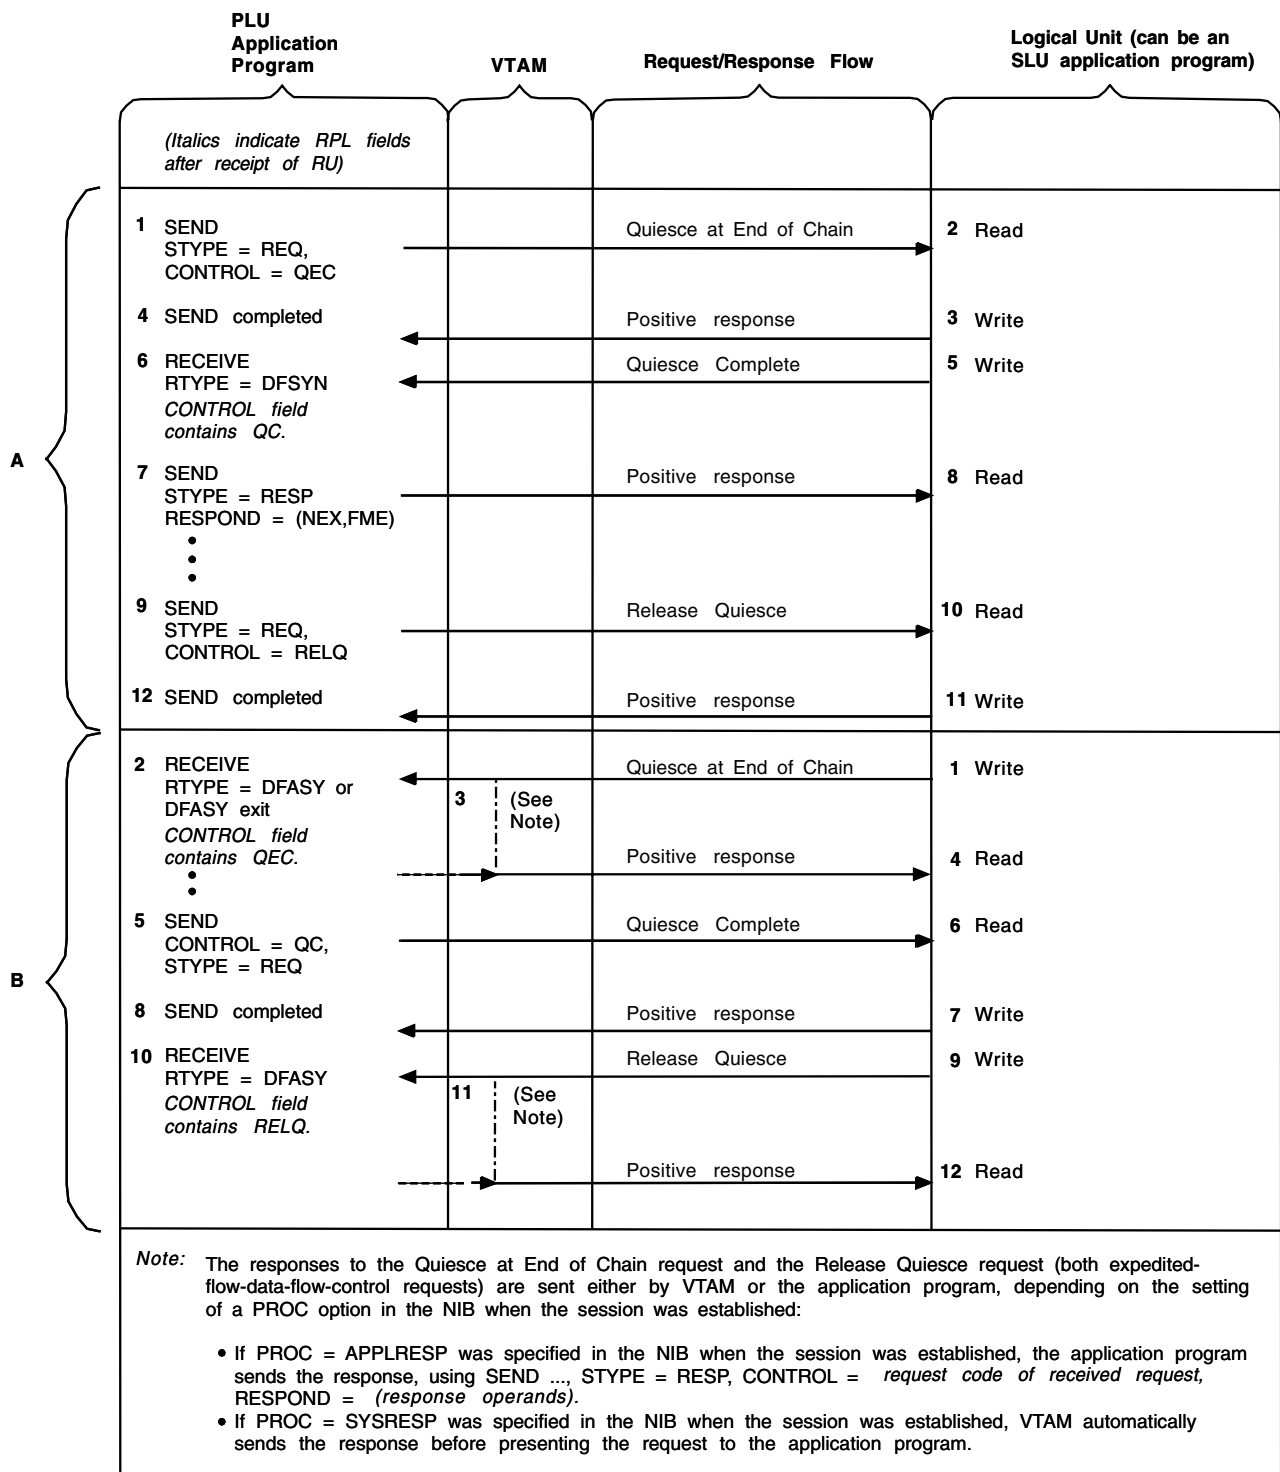 PLU
Application
Program
VTAM
Request/Response Flow
Logical Unit (can be an
SLU application program)
(Italics indicate RPL fields
after receipt of RU)
A
1 SEND
STYPE = REQ,
CONTROL = QEC
Quiesce at End of Chain
2 Read
4 SEND completed
Positive response
3 Write
6 RECEIVE
RTYPE = DFSYN
CONTROL field
contains QC.
Quiesce Complete
5 Write
7 SEND
STYPE = RESP
RESPOND = (NEX,FME)
Positive response
8 Read
9 SEND
STYPE = REQ,
CONTROL = RELQ
Release Quiesce
10 Read
12 SEND completed
Positive response
11 Write
B
2 RECEIVE
RTYPE = DFASY or
DFASY exit
CONTROL field
contains QEC.
Quiesce at End of Chain
1 Write
3 (See
Note)
Positive response
4 Read
5 SEND
CONTROL = QC,
STYPE = REQ
Quiesce Complete
6 Read
8 SEND completed
Positive response
7 Write
10 RECEIVE
RTYPE = DFASY
CONTROL field
contains RELQ.
Release Quiesce
9 Write
11 (See
Note)
Positive response
12 Read
Note: The responses to the Quiesce at End of Chain request and the Release Quiesce request (both expedited-
flow-data-flow-control requests) are sent either by VTAM or the application program, depending on the setting
of a PROC option in the NIB when the session was established:
• If PROC = APPLRESP was specified in the NIB when the session was established, the application program
sends the response, using SEND ..., STYPE = RESP, CONTROL = request code of received request,
RESPOND = (response operands).
• If PROC = SYSRESP was specified in the NIB when the session was established, VTAM automatically
sends the response before presenting the request to the application program.